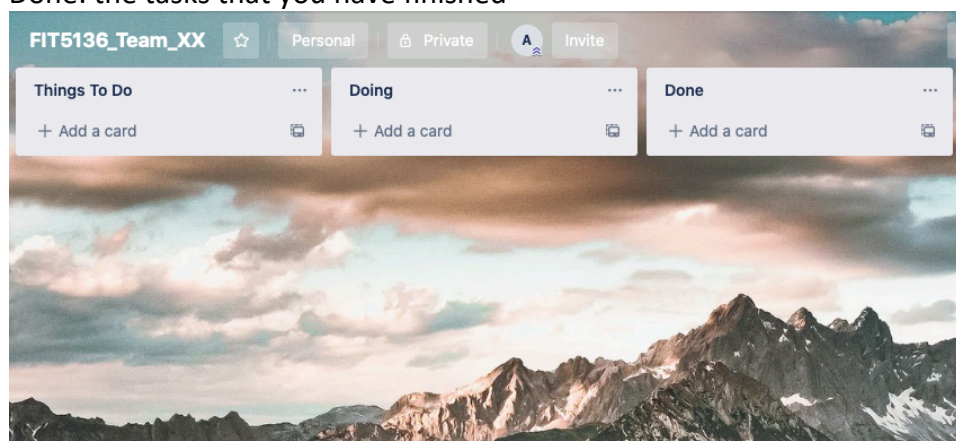 Done: the tasks that you have finished
FIT5136_Team_XX Personal Private A Invite
Things To Do Doing Done
+ Add a card + Add a card + Add a card